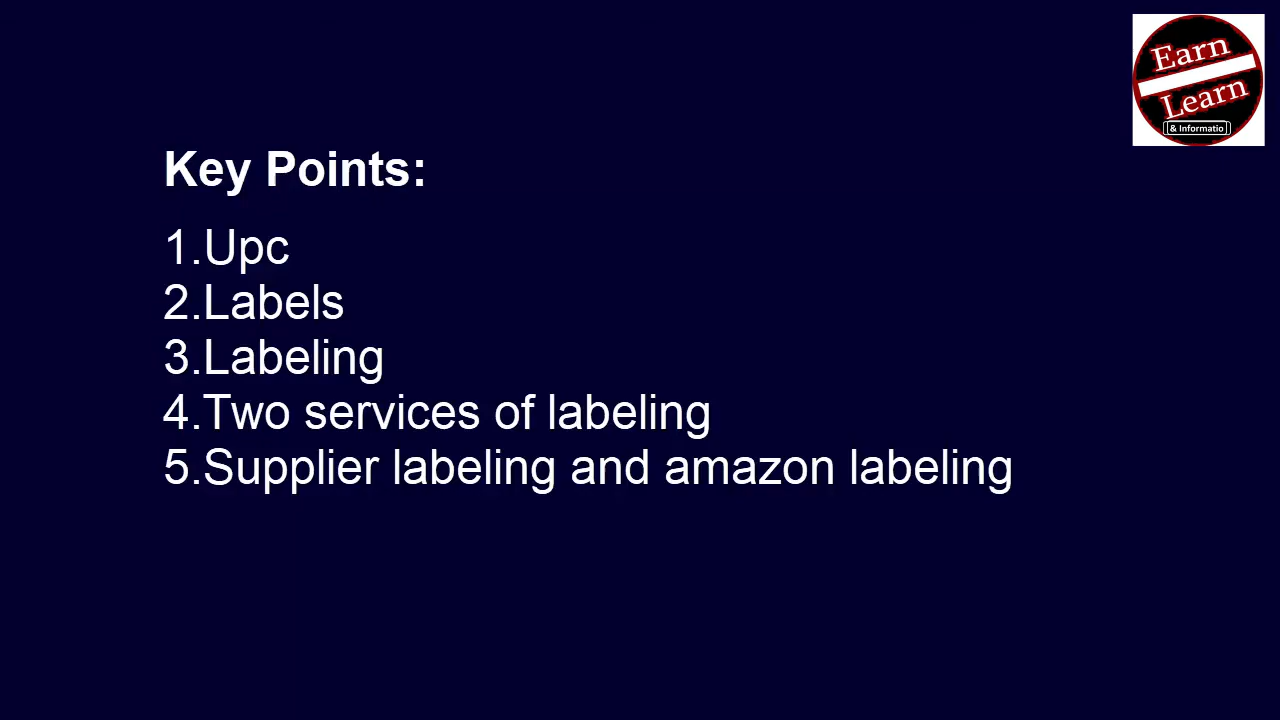 Earn
Learn
& Informatio
Key Points:
1.Upc
2.Labels
3.Labeling
4.Two services of labeling
5.Supplier labeling and amazon labeling